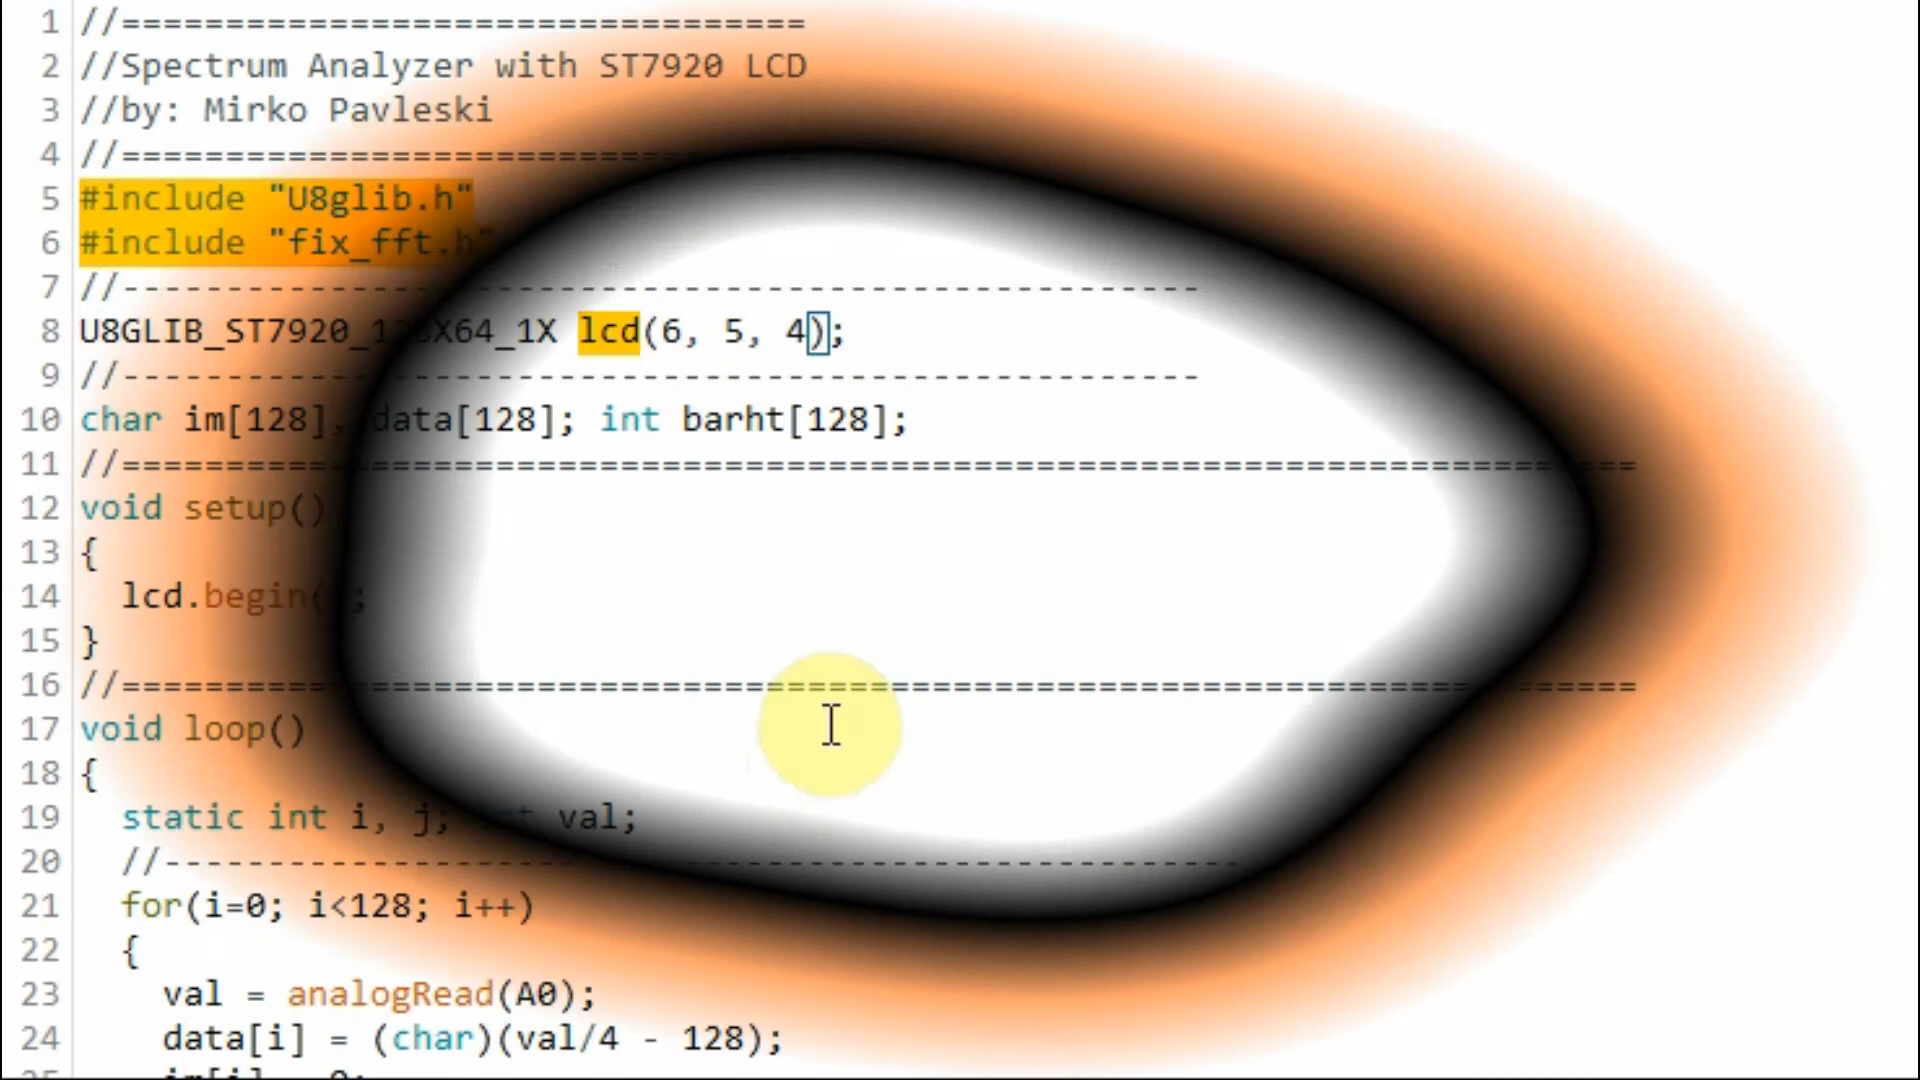 1 //=================================
2 //Spectrum Analyzer with ST7920 LCD
3 //by: Mirko Pavleski
4 //=================================
5 #include "U8glib.h"
6 #include "fix_fft.h"
7 //----------------------------------------------------
8 U8GLIB_ST7920_128X64_1X lcd(6, 5, 4);
9 //----------------------------------------------------
10 char im[128], data[128]; int barht[128];
11 //=========================================================================
12 void setup()
13 {
14 lcd.begin();
15 }
16 //=========================================================================
17 void loop()
18 {
19 static int i, j; int val;
20 //----------------------------------------------------
21 for(i=0; i<128; i++)
22 {
23 val = analogRead(A0);
24 data[i] = (char)(val/4 - 128);